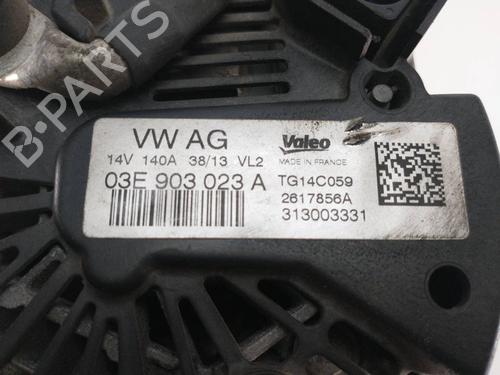 B-PARTS
VW AG
14V 140A 38/13 VL2
03E 903 023 A
Valeo
MADE IN FRANCE
TG14C059
2617856A
313003331